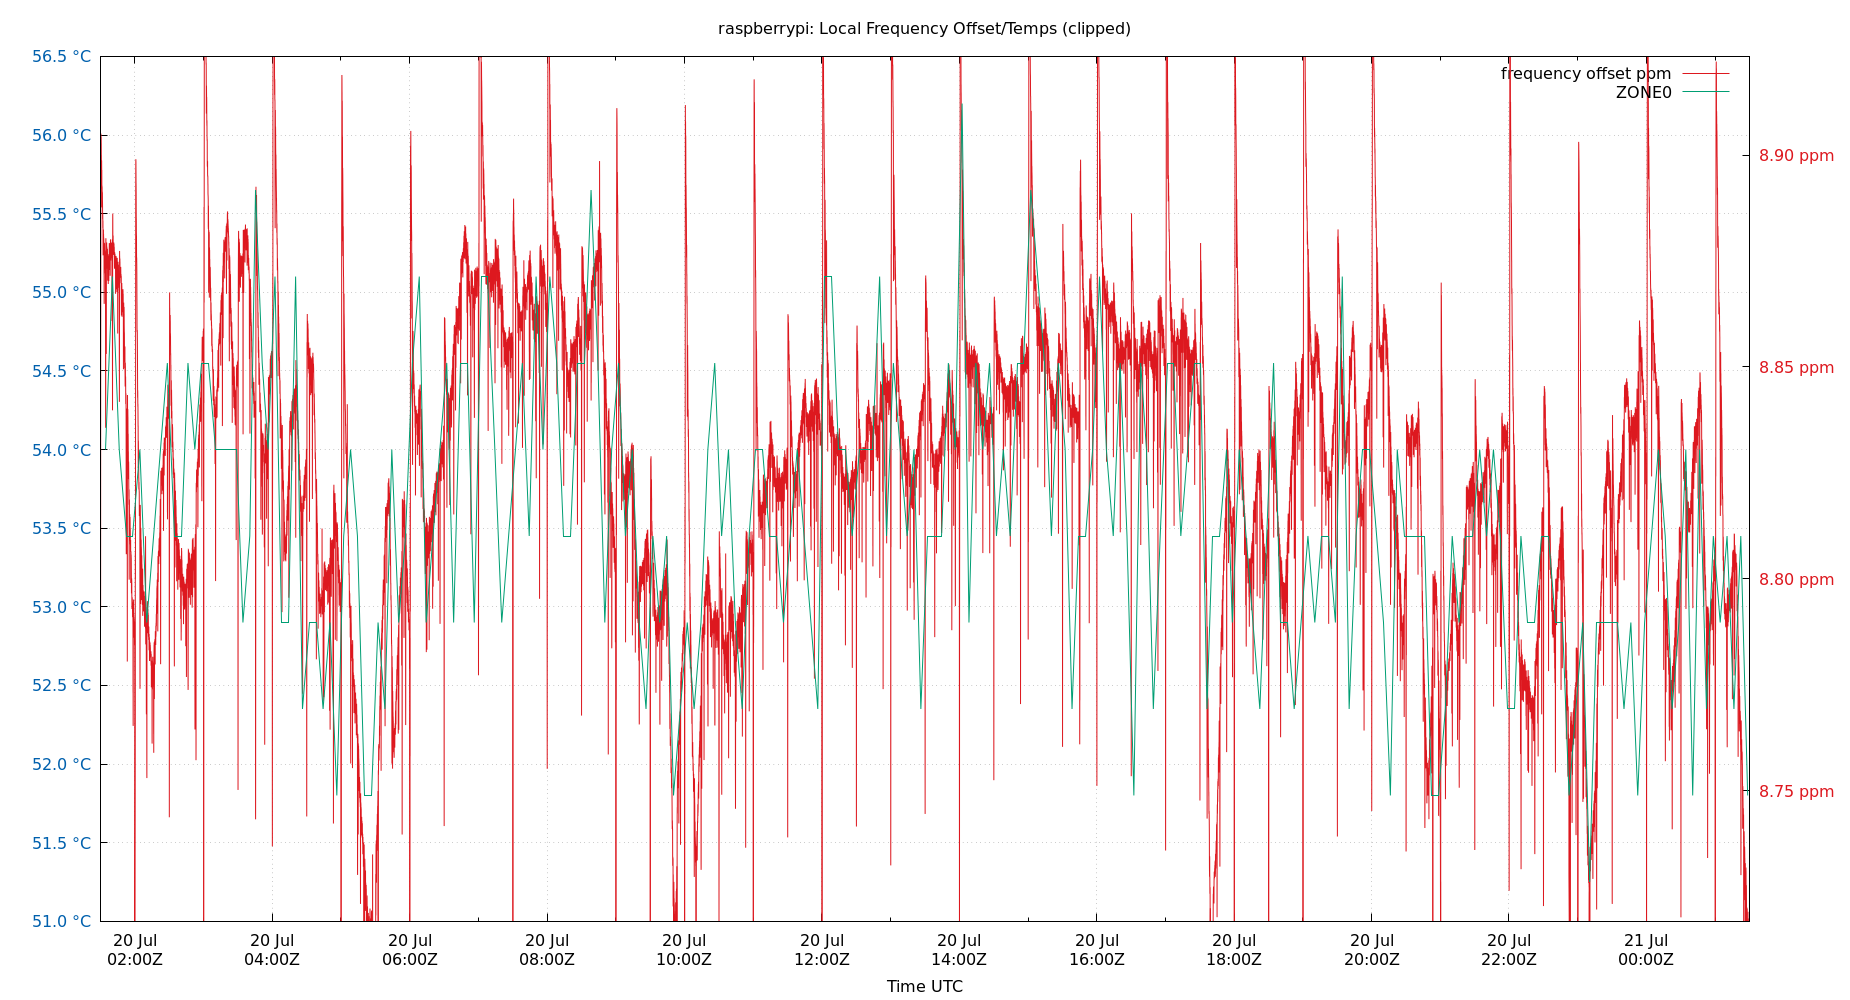 raspberrypi: Local Frequency Offset/Temps (clipped)
frequency offset ppm
ZONE0
56.5 °C
56.0 °C
55.5 °C
55.0 °C
54.5 °C
54.0 °C
53.5 °C
53.0 °C
52.5 °C
52.0 °C
51.5 °C
51.0 °C
8.90 ppm
8.85 ppm
8.80 ppm
8.75 ppm
20 Jul 20 Jul 20 Jul 20 Jul 20 Jul 20 Jul 20 Jul 20 Jul 20 Jul 20 Jul 20 Jul 21 Jul
02:00Z 04:00Z 06:00Z 08:00Z 10:00Z 12:00Z 14:00Z 16:00Z 18:00Z 20:00Z 22:00Z 00:00Z
Time UTC